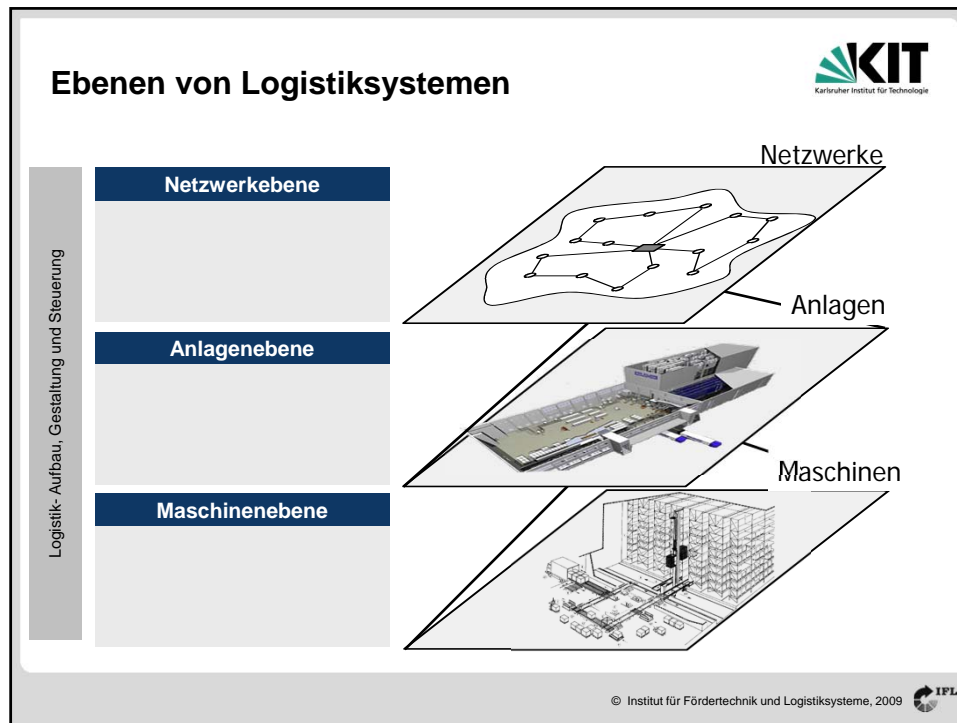 Ebenen von Logistiksystemen
KIT
Karlsruher Institut für Technologie
Logistik- Aufbau, Gestaltung und Steuerung
Netzwerkebene
Netzwerke
Anlagenebene
Anlagen
Maschinenebene
Maschinen
© Institut für Fördertechnik und Logistiksysteme, 2009
IFL